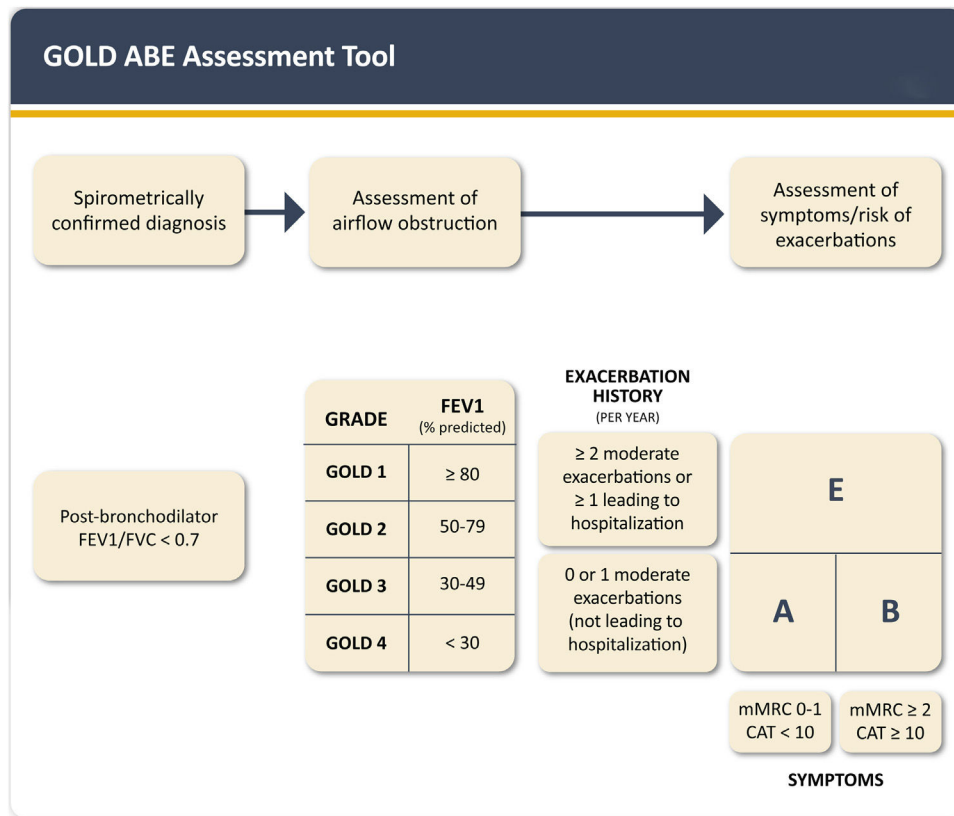 GOLD ABE Assessment Tool
Spirometrically
confirmed diagnosis
Assessment of
airflow obstruction
Assessment of
symptoms/risk of
exacerbations
Post-bronchodilator
FEV1/FVC < 0.7
GRADE
FEV1
(% predicted)
GOLD 1
≥ 80
GOLD 2
50-79
GOLD 3
30-49
GOLD 4
< 30
EXACERBATION
HISTORY
(PER YEAR)
≥ 2 moderate
exacerbations or
≥ 1 leading to
hospitalization
0 or 1 moderate
exacerbations
(not leading to
hospitalization)
E
A
B
mMRC 0-1
CAT < 10
mMRC ≥ 2
CAT ≥ 10
SYMPTOMS